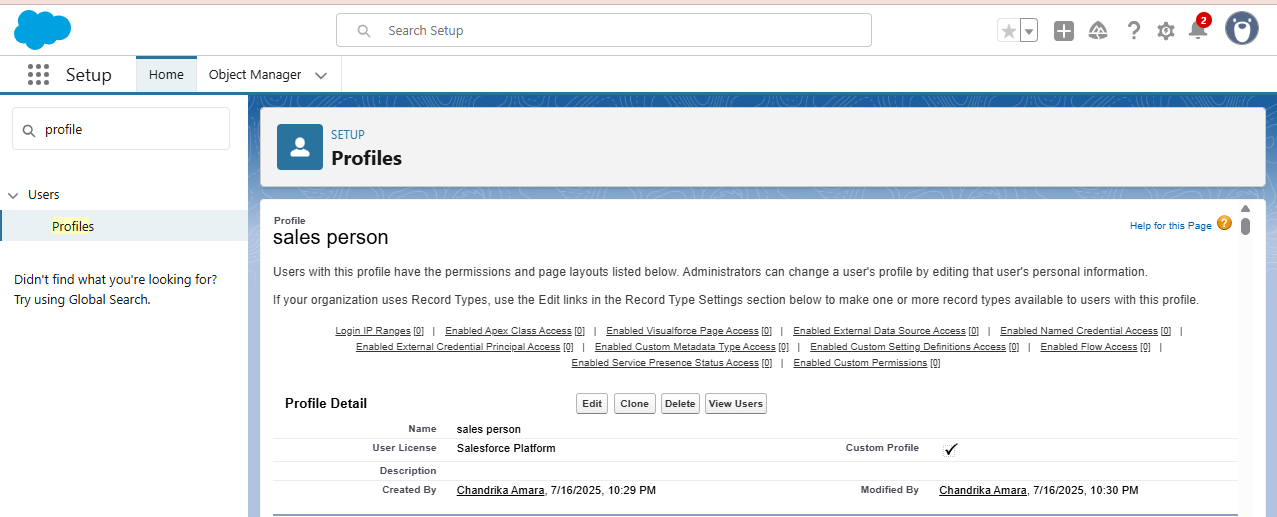 Search Setup
2
Setup
Home
Object Manager
profile
Users
Profiles
Didn't find what you're looking for?
Try using Global Search.
SETUP
Profiles
Profile
sales person
Help for this Page
Users with this profile have the permissions and page layouts listed below. Administrators can change a user's profile by editing that user's personal information.
If your organization uses Record Types, use the Edit links in the Record Type Settings section below to make one or more record types available to users with this profile.
Login IP Ranges [0] | Enabled Apex Class Access [0] | Enabled Visualforce Page Access [0] | Enabled External Data Source Access [0] | Enabled Named Credential Access [0] |
Enabled External Credential Principal Access [0] | Enabled Custom Metadata Type Access [0] | Enabled Custom Setting Definitions Access [0] | Enabled Flow Access [0] |
Enabled Service Presence Status Access [0] | Enabled Custom Permissions [0]
Profile Detail
Edit Clone Delete View Users
Name sales person
User License Salesforce Platform Custom Profile
Description
Created By Chandrika Amara, 7/16/2025, 10:29 PM Modified By Chandrika Amara, 7/16/2025, 10:30 PM